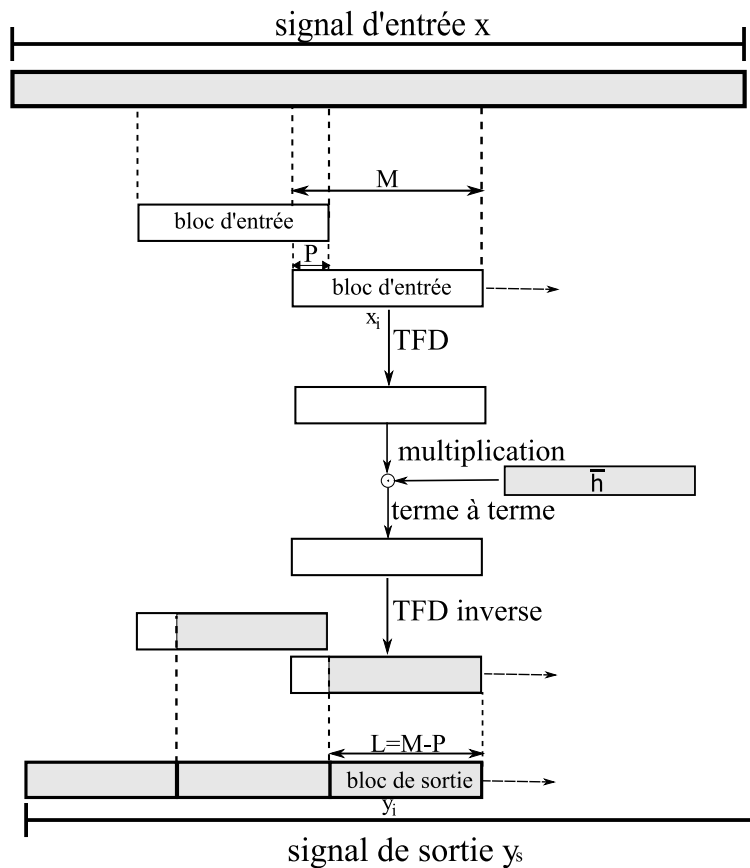 signal d'entrée x
M
bloc d'entrée
P
bloc d'entrée
x_i
TFD
multiplication
h̅
terme à terme
TFD inverse
L=M-P
bloc de sortie
y_i
signal de sortie y_s